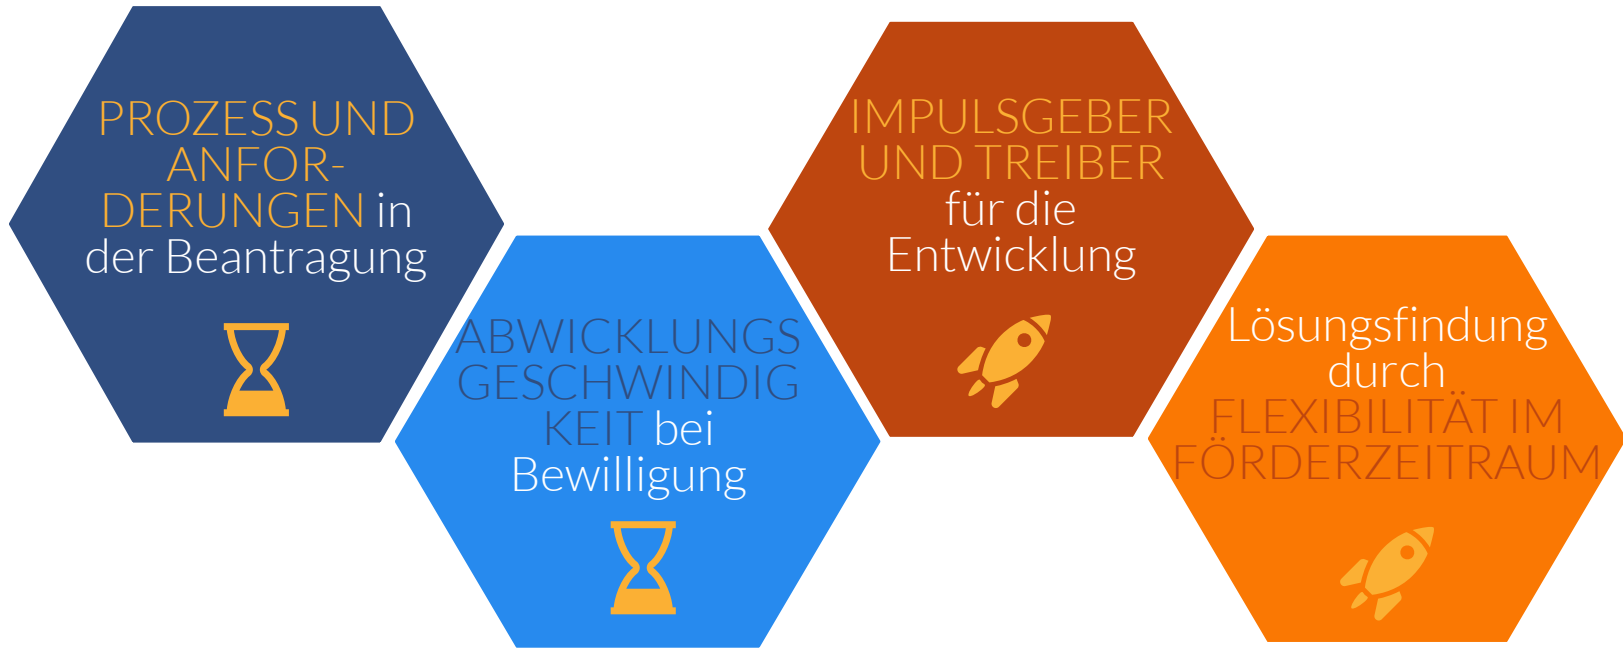 PROZESS UND
ANFOR-
DERUNGEN in
der Beantragung
ABWICKLUNGS
GESCHWINDIG
KEIT bei
Bewilligung
IMPULSGEBER
UND TREIBER
für die
Entwicklung
Lösungsfindung
durch
FLEXIBILITÄT IM
FÖRDERZEITRAUM